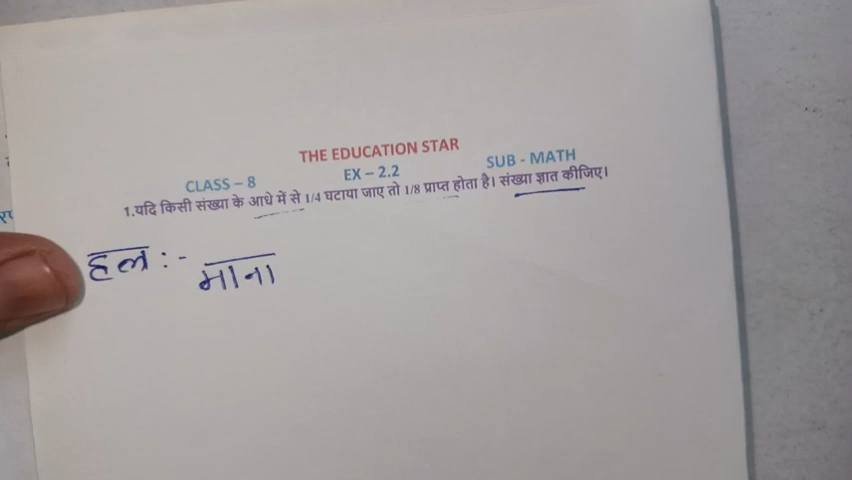 THE EDUCATION STAR
CLASS – 8 EX – 2.2 SUB - MATH
1.यदि किसी संख्या के आधे में से 1/4 घटाया जाए तो 1/8 प्राप्त होता है। संख्या ज्ञात कीजिए।
हल :-
माना